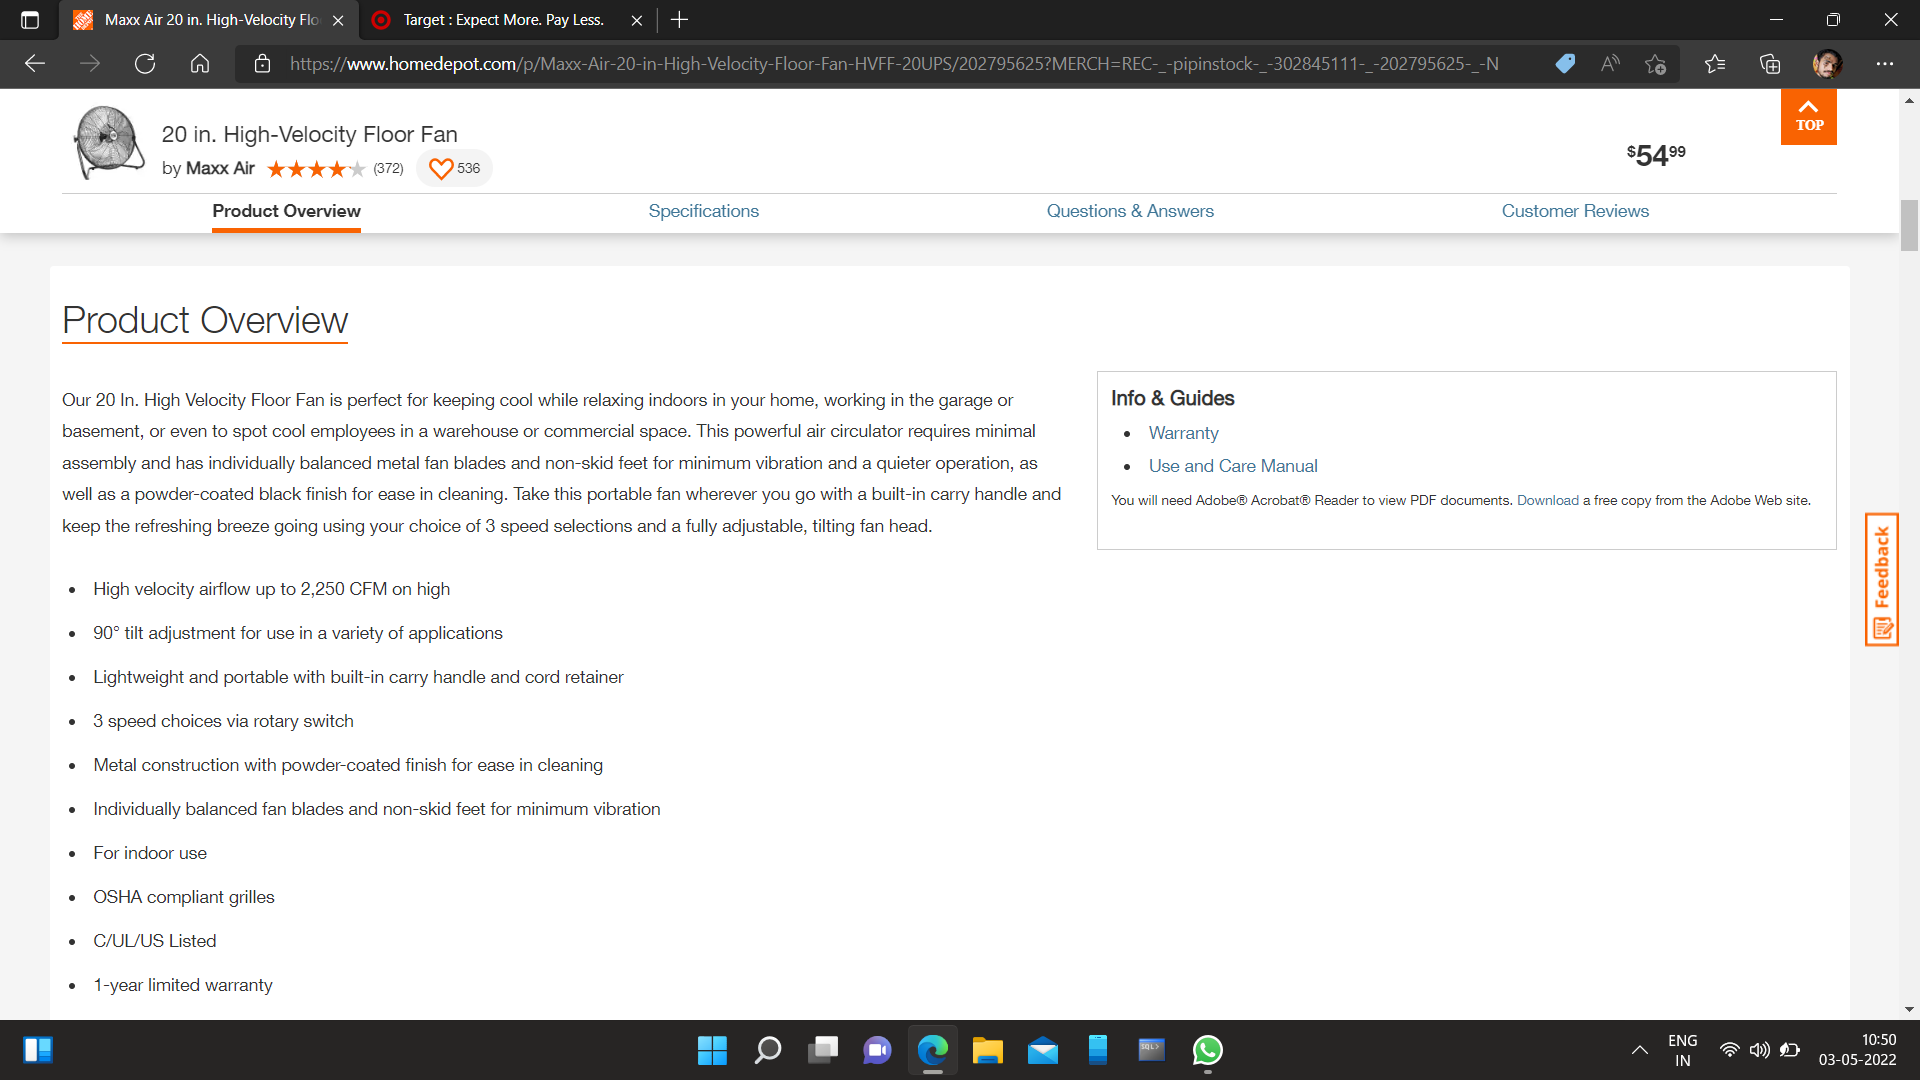 Maxx Air 20 in. High-Velocity Flo
Target : Expect More. Pay Less.
https://www.homedepot.com/p/Maxx-Air-20-in-High-Velocity-Floor-Fan-HVFF-20UPS/202795625?MERCH=REC-_-pipinstock-_-302845111-_-202795625-_-N
20 in. High-Velocity Floor Fan
by Maxx Air (372) 536
$5499
TOP
Product Overview
Specifications
Questions & Answers
Customer Reviews
Product Overview
Our 20 In. High Velocity Floor Fan is perfect for keeping cool while relaxing indoors in your home, working in the garage or
basement, or even to spot cool employees in a warehouse or commercial space. This powerful air circulator requires minimal
assembly and has individually balanced metal fan blades and non-skid feet for minimum vibration and a quieter operation, as
well as a powder-coated black finish for ease in cleaning. Take this portable fan wherever you go with a built-in carry handle and
keep the refreshing breeze going using your choice of 3 speed selections and a fully adjustable, tilting fan head.
• High velocity airflow up to 2,250 CFM on high
• 90° tilt adjustment for use in a variety of applications
• Lightweight and portable with built-in carry handle and cord retainer
• 3 speed choices via rotary switch
• Metal construction with powder-coated finish for ease in cleaning
• Individually balanced fan blades and non-skid feet for minimum vibration
• For indoor use
• OSHA compliant grilles
• C/UL/US Listed
• 1-year limited warranty
Info & Guides
• Warranty
• Use and Care Manual
You will need Adobe® Acrobat® Reader to view PDF documents. Download a free copy from the Adobe Web site.
Feedback
SQL>
ENG
IN
10:50
03-05-2022